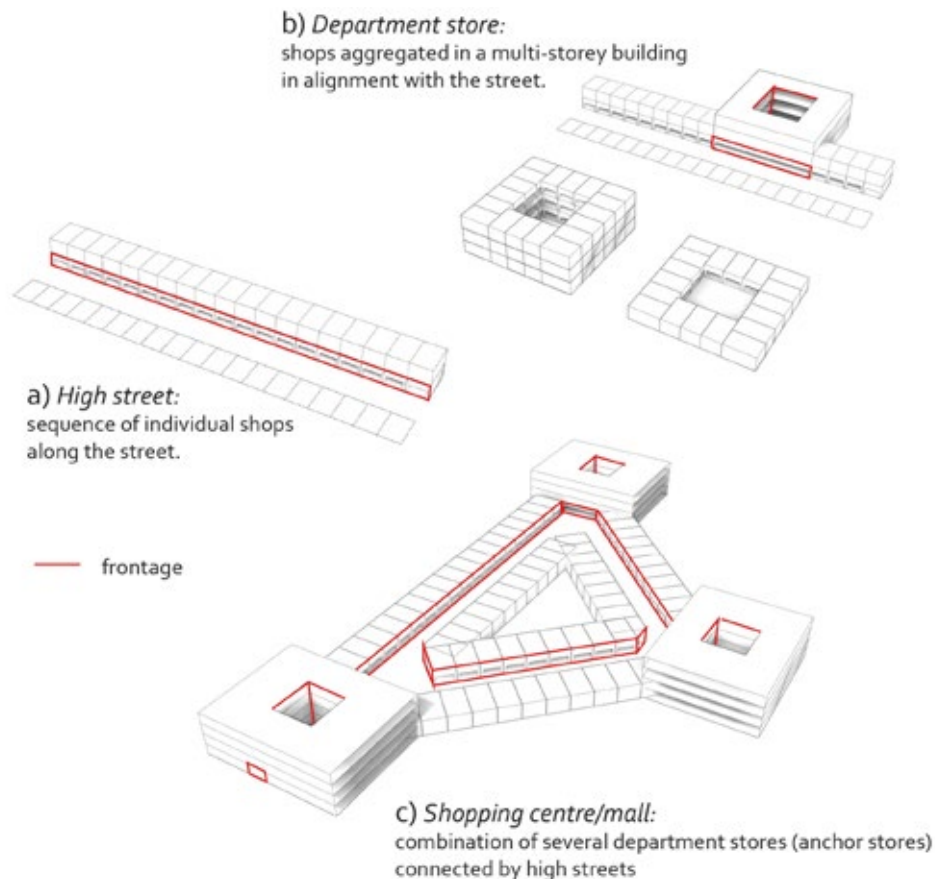 b) Department store:
shops aggregated in a multi-storey building
in alignment with the street.
a) High street:
sequence of individual shops
along the street.
frontage
c) Shopping centre/mall:
combination of several department stores (anchor stores)
connected by high streets